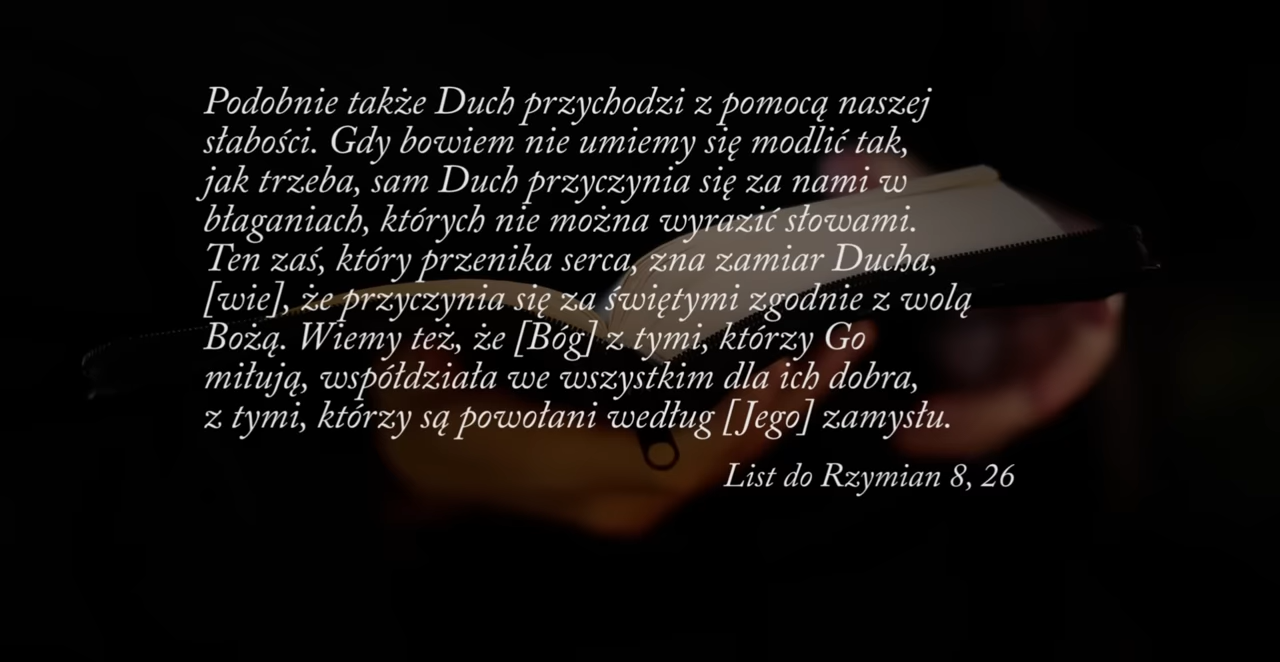 Podobnie także Duch przychodzi z pomocą naszej
słabości. Gdy bowiem nie umiemy się modlić tak,
jak trzeba, sam Duch przyczynia się za nami w
błaganiach, których nie można wyrazić słowami.
Ten zaś, który przenika serca, zna zamiar Ducha,
[wie], że przyczynia się za świętymi zgodnie z wolą
Bożą. Wiemy też, że [Bóg] z tymi, którzy Go
miłują, współdziała we wszystkim dla ich dobra,
z tymi, którzy są powołani według [Jego] zamysłu.
List do Rzymian 8, 26